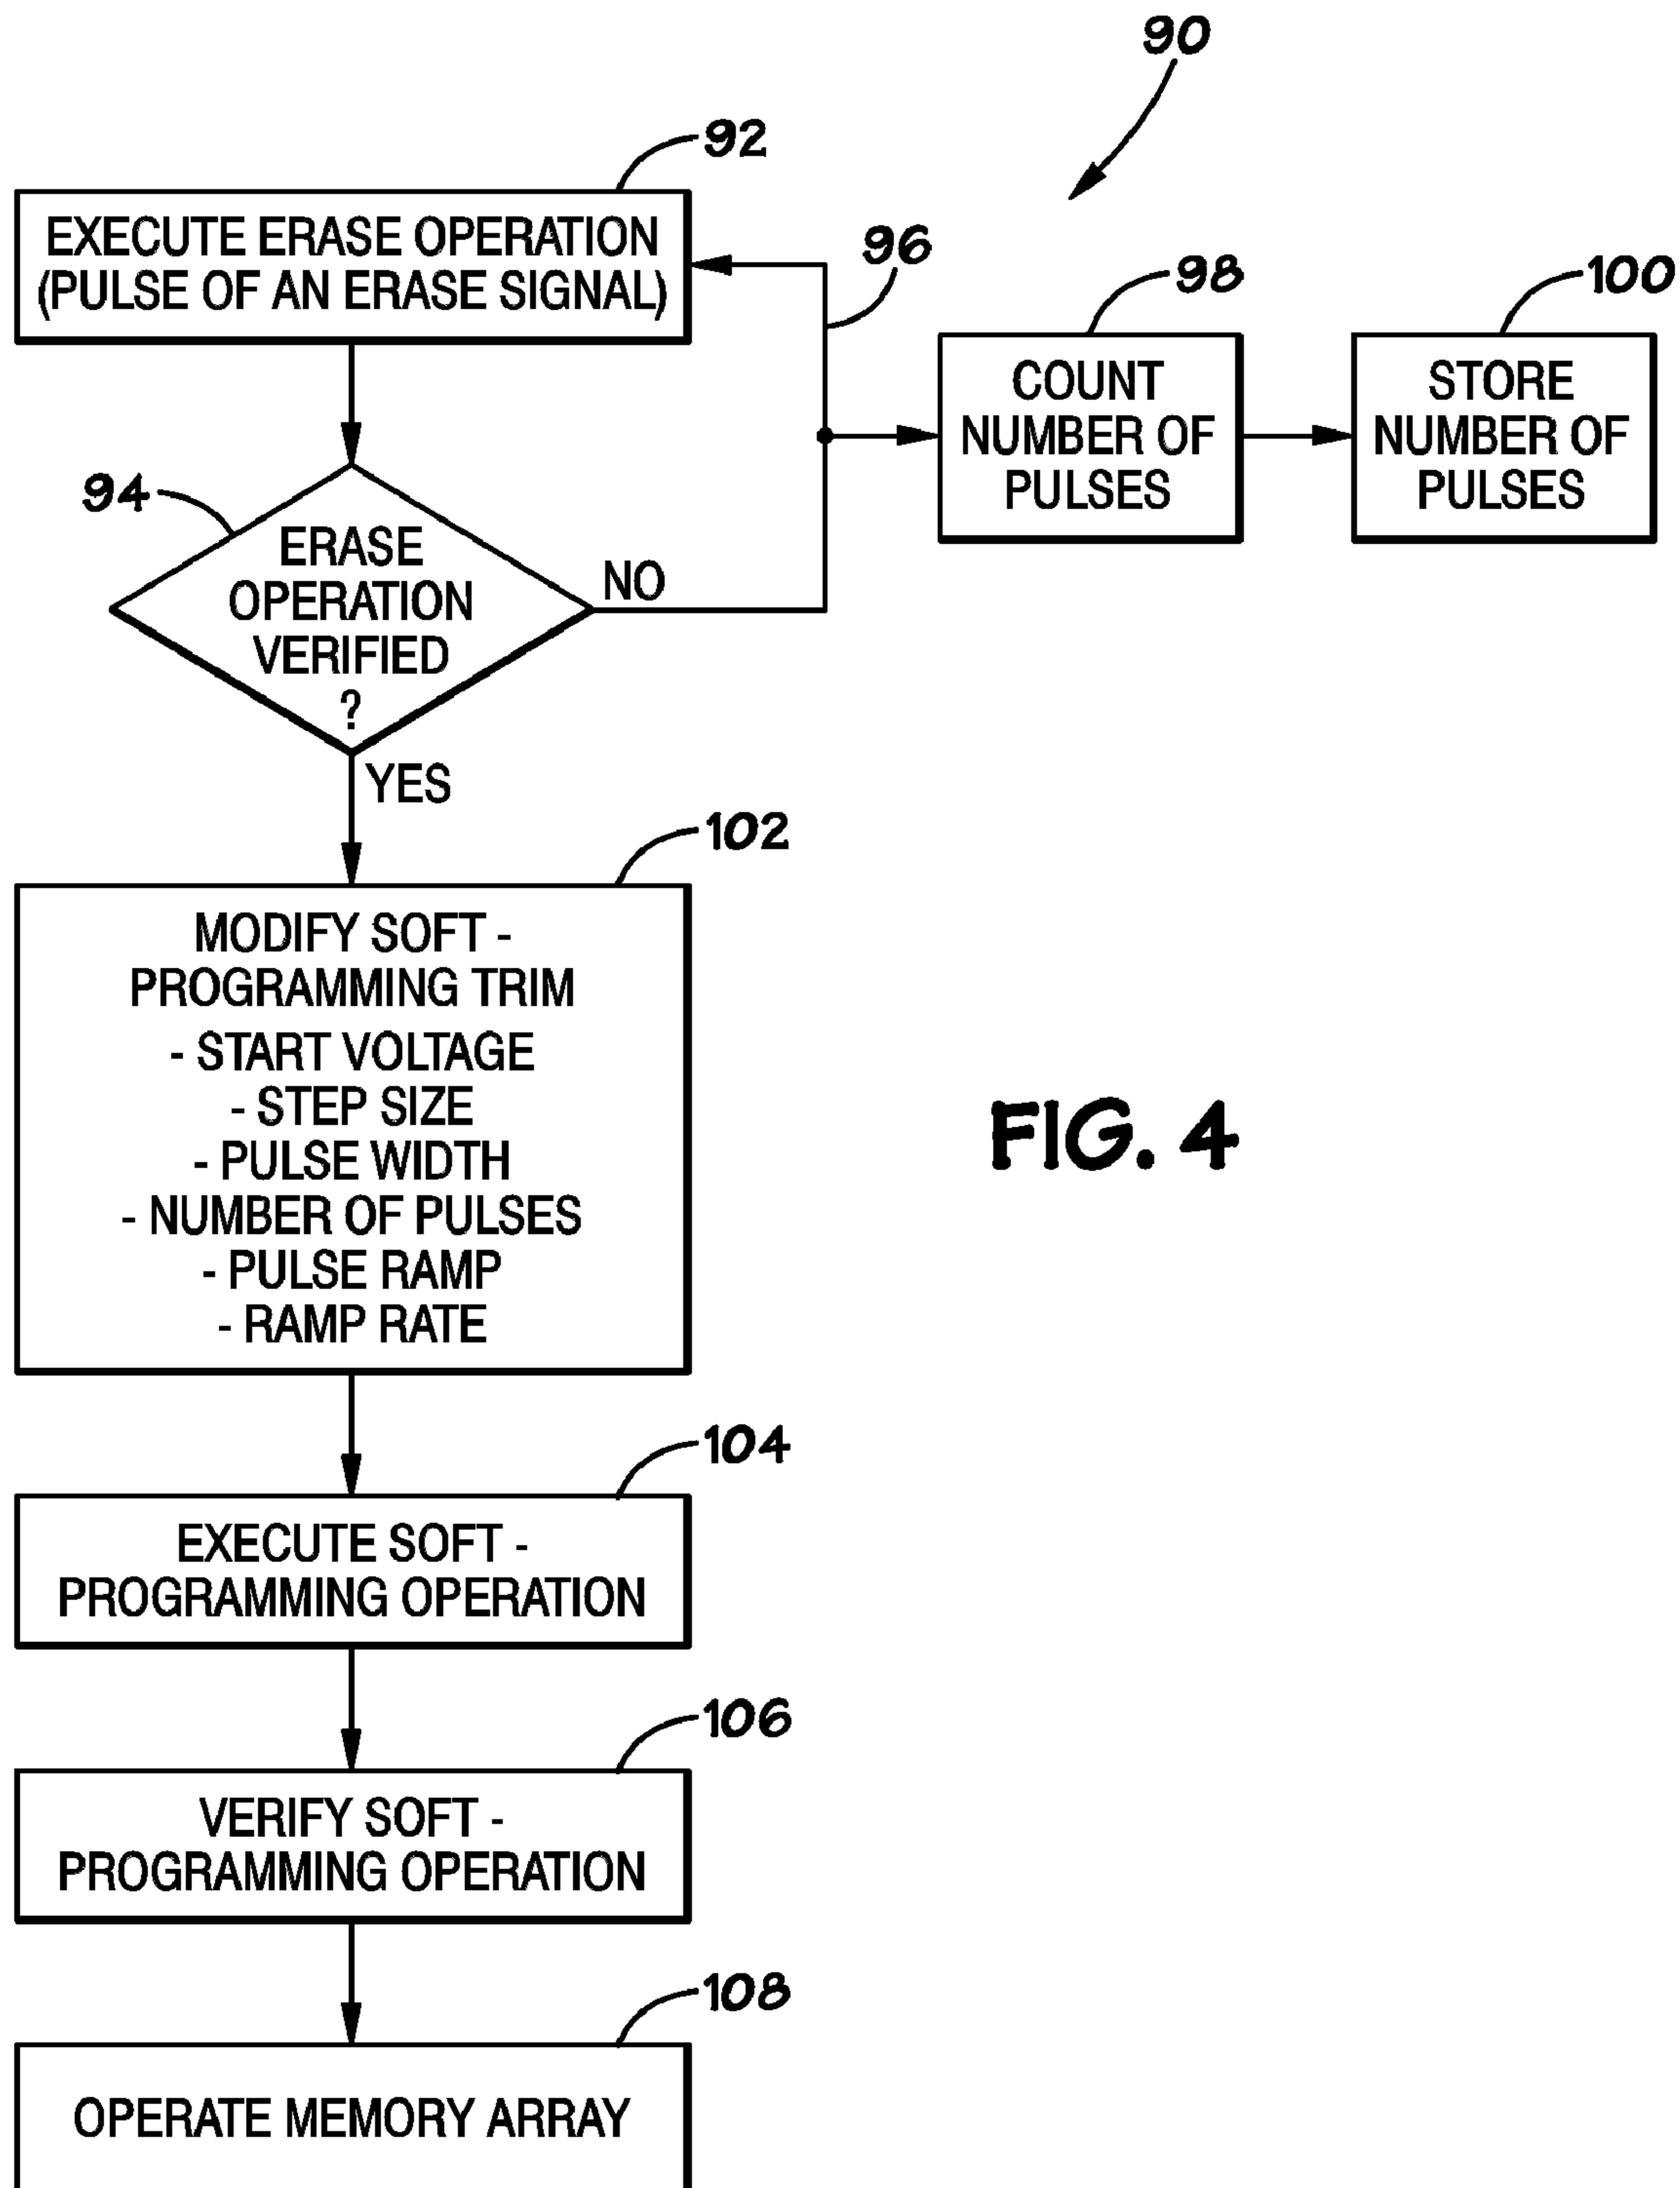 90
92
EXECUTE ERASE OPERATION
(PULSE OF AN ERASE SIGNAL)
96
98
COUNT
NUMBER OF
PULSES
100
STORE
NUMBER OF
PULSES
94
ERASE
OPERATION
VERIFIED
?
NO
YES
102
MODIFY SOFT -
PROGRAMMING TRIM
- START VOLTAGE
- STEP SIZE
- PULSE WIDTH
- NUMBER OF PULSES
- PULSE RAMP
- RAMP RATE
FIG. 4
104
EXECUTE SOFT -
PROGRAMMING OPERATION
106
VERIFY SOFT -
PROGRAMMING OPERATION
108
OPERATE MEMORY ARRAY